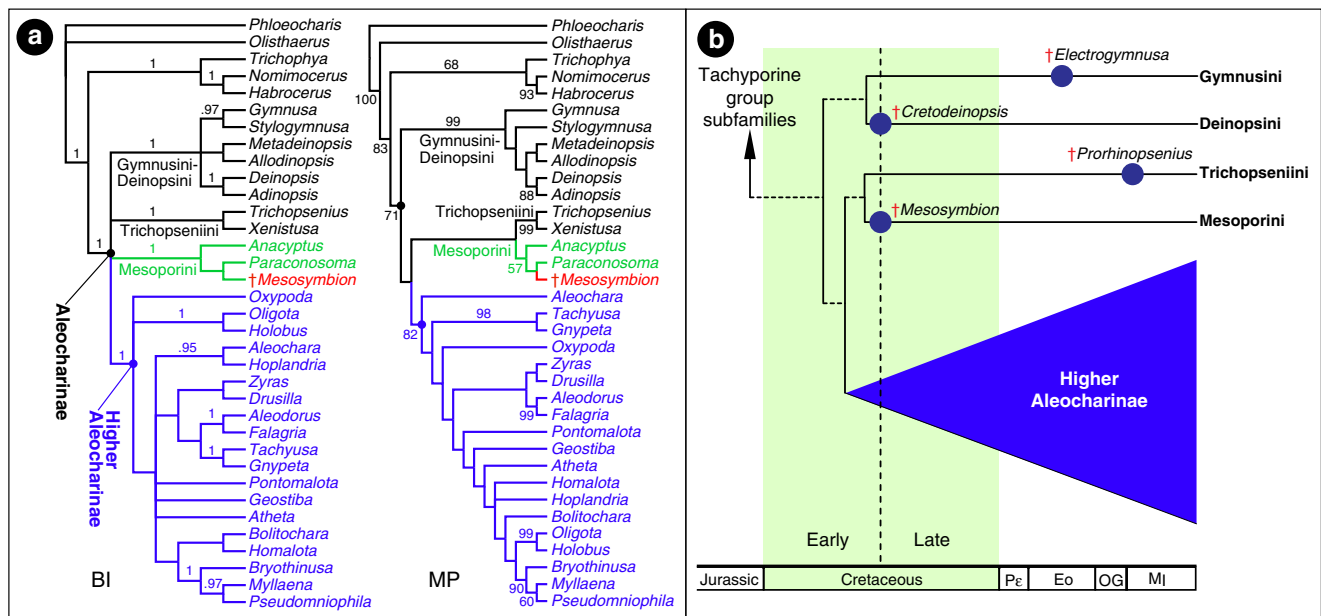 a
Phloeocharis
Olisthaerus
1
Trichophya
1
Nomimocerus
Habrocerus
.97
Gymnusa
Stylogymnusa
1
Metadeinopsis
Gymnusini-
Deinopsini
Allodinopsis
1
Deinopsis
Adinopsis
1
Trichopsenius
Trichopseniini
Xenistusa
1
1
Anacyptus
Mesoporini
Paraconosoma
†Mesosymbion
Oxypoda
1
Oligota
Holobus
1
.95
Aleochara
Hoplandria
Zyras
Drusilla
1
Aleodorus
Falagria
1
Tachyusa
Gnypeta
Pontomalota
Geostiba
Atheta
Bolitochara
Homalota
1
Bryothinusa
.97
Myllaena
Pseudomniophila
Aleocharinae
Higher
Aleocharinae
BI
Phloeocharis
Olisthaerus
68
Trichophya
Nomimocerus
93
Habrocerus
100
99
Gymnusa
Stylogymnusa
83
Gymnusini-
Deinopsini
Metadeinopsis
Allodinopsis
Deinopsis
88
Adinopsis
71
Trichopseniini
Trichopsenius
99
Xenistusa
Mesoporini
Anacyptus
57
Paraconosoma
†Mesosymbion
Aleochara
82
98
Tachyusa
Gnypeta
Oxypoda
Zyras
Drusilla
Aleodorus
99
Falagria
Pontomalota
Geostiba
Atheta
Homalota
Hoplandria
Bolitochara
99
Oligota
Holobus
Bryothinusa
90
Myllaena
60
Pseudomniophila
MP
b
Tachyporine
group
subfamilies
†Electrogymnusa
Gymnusini
†Cretodeinopsis
Deinopsini
†Prorhinopsenius
Trichopseniini
†Mesosymbion
Mesoporini
Higher
Aleocharinae
Early
Late
Jurassic
Cretaceous
Pε
Eo
OG
MI